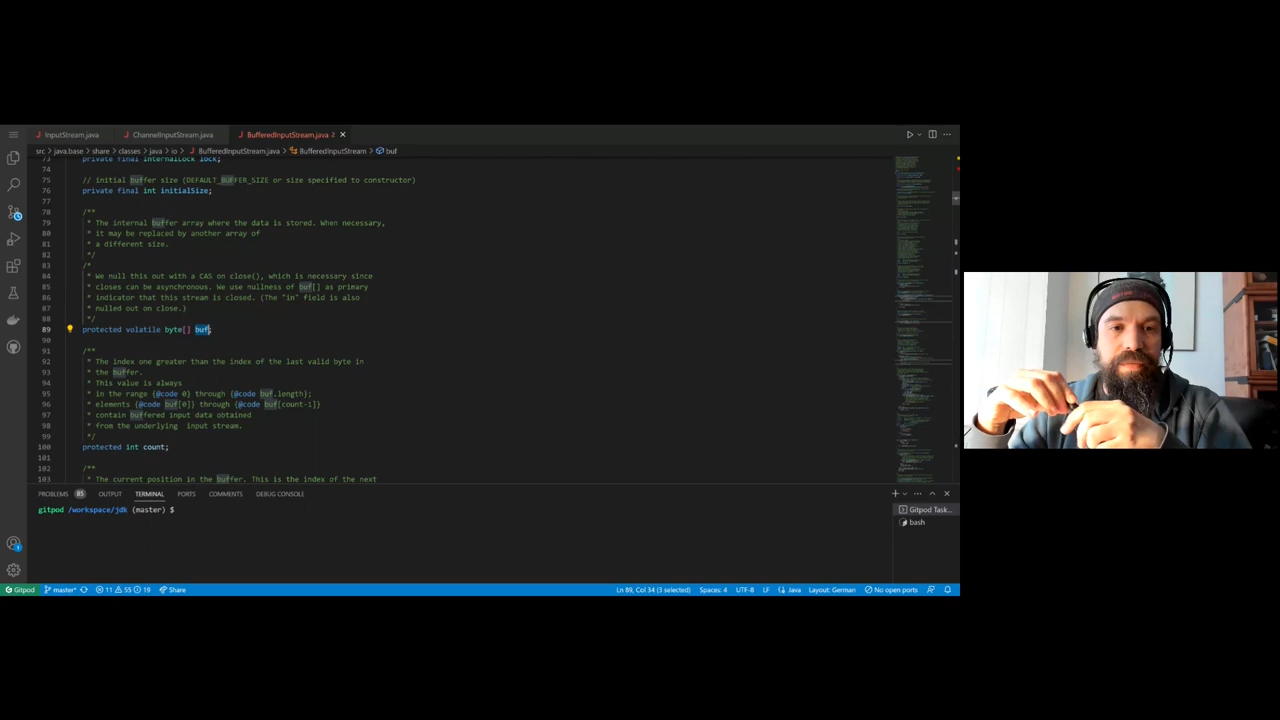 InputStream.java ChannelInputStream.java BufferedInputStream.java 2
src > java.base > share > classes > java > io > BufferedInputStream.java > BufferedInputStream > buf
73 private final InternalLock lock;
74
75 // initial buffer size (DEFAULT_BUFFER_SIZE or size specified to constructor)
76 private final int initialSize;
77
78 /**
79 * The internal buffer array where the data is stored. When necessary,
80 * it may be replaced by another array of
81 * a different size.
82 */
83 /*
84 * We null this out with a CAS on close(), which is necessary since
85 * closes can be asynchronous. We use nullness of buf[] as primary
86 * indicator that this stream is closed. (The "in" field is also
87 * nulled out on close.)
88 */
89 protected volatile byte[] buf;
90
91 /**
92 * The index one greater than the index of the last valid byte in
93 * the buffer.
94 * This value is always
95 * in the range {@code 0} through {@code buf.length};
96 * elements {@code buf[0]} through {@code buf[count-1]}
97 * contain buffered input data obtained
98 * from the underlying input stream.
99 */
100 protected int count;
101
102 /**
103 * The current position in the buffer. This is the index of the next
PROBLEMS 85 OUTPUT TERMINAL PORTS COMMENTS DEBUG CONSOLE
gitpod /workspace/jdk (master) $
Gitpod Task...
bash
Gitpod master* 11 55 19 Share Ln 89, Col 34 (3 selected) Spaces: 4 UTF-8 LF Java Layout: German No open ports